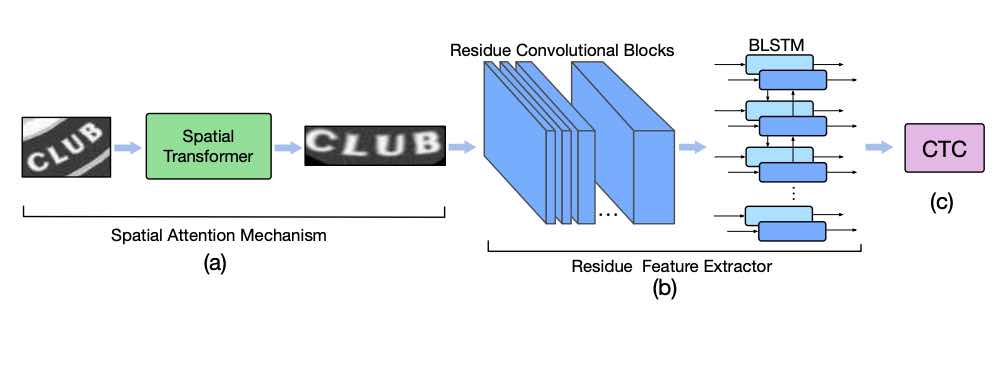 Residue Convolutional Blocks
BLSTM
CLUB
Spatial
Transformer
CLUB
CTC
(c)
...
Spatial Attention Mechanism
(a)
Residue Feature Extractor
(b)